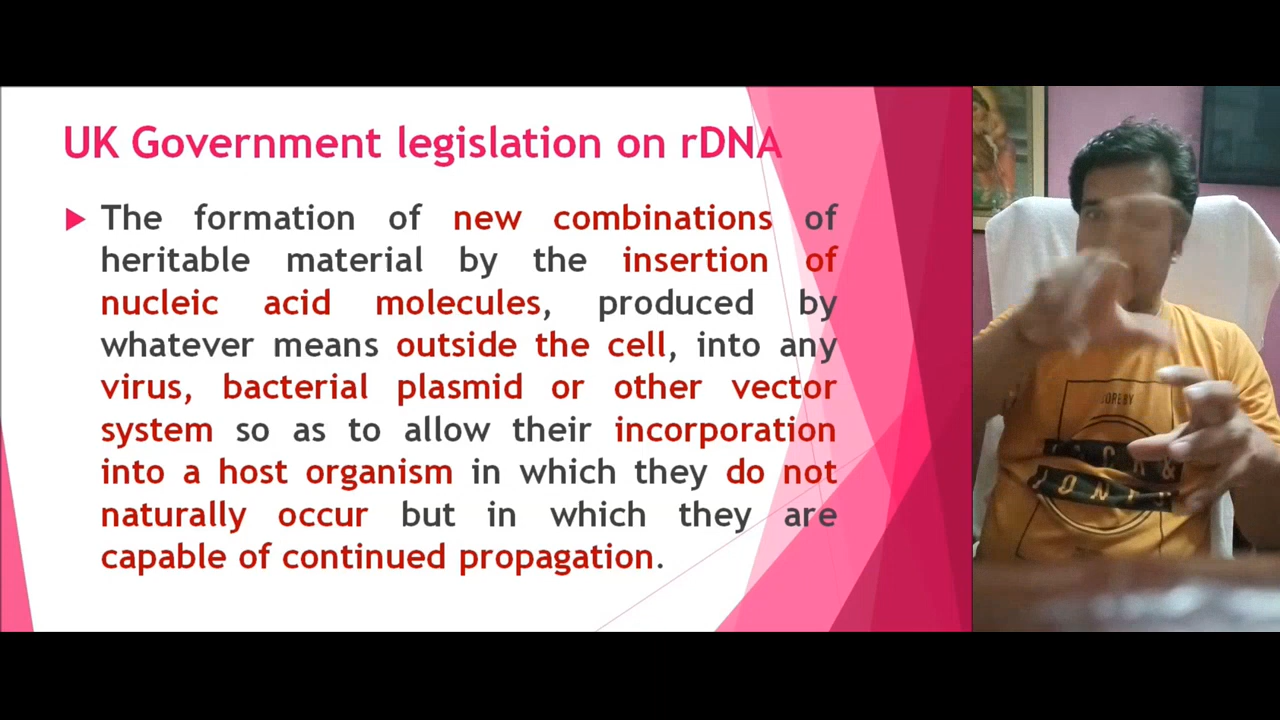 UK Government legislation on rDNA
The formation of new combinations of
heritable material by the insertion of
nucleic acid molecules, produced by
whatever means outside the cell, into any
virus, bacterial plasmid or other vector
system so as to allow their incorporation
into a host organism in which they do not
naturally occur but in which they are
capable of continued propagation.